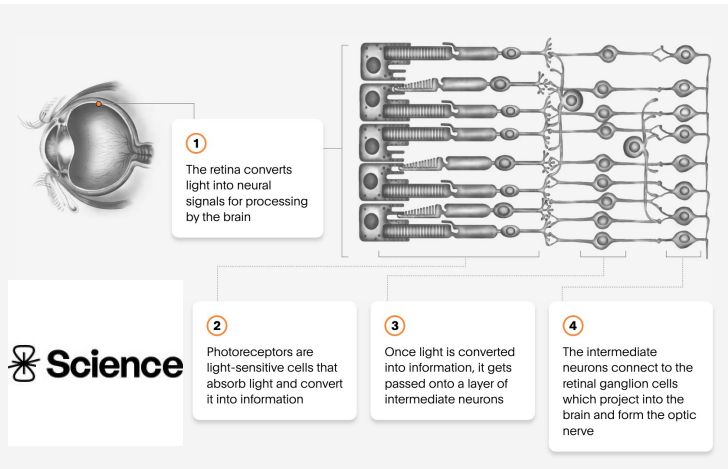 1
The retina converts
light into neural
signals for processing
by the brain
Science
2
Photoreceptors are
light-sensitive cells that
absorb light and convert
it into information
3
Once light is converted
into information, it gets
passed onto a layer of
intermediate neurons
4
The intermediate
neurons connect to the
retinal ganglion cells
which project into the
brain and form the optic
nerve